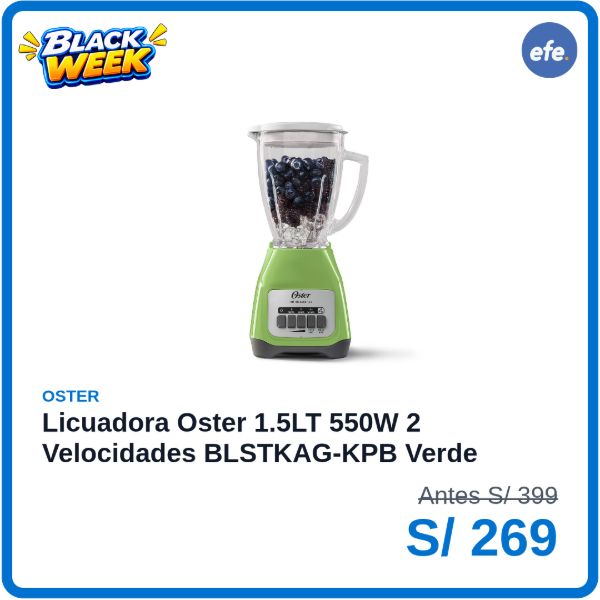 BLACK
WEEK
efe.
Oster
OSTER
Licuadora Oster 1.5LT 550W 2
Velocidades BLSTKAG-KPB Verde
Antes S/ 399
S/ 269